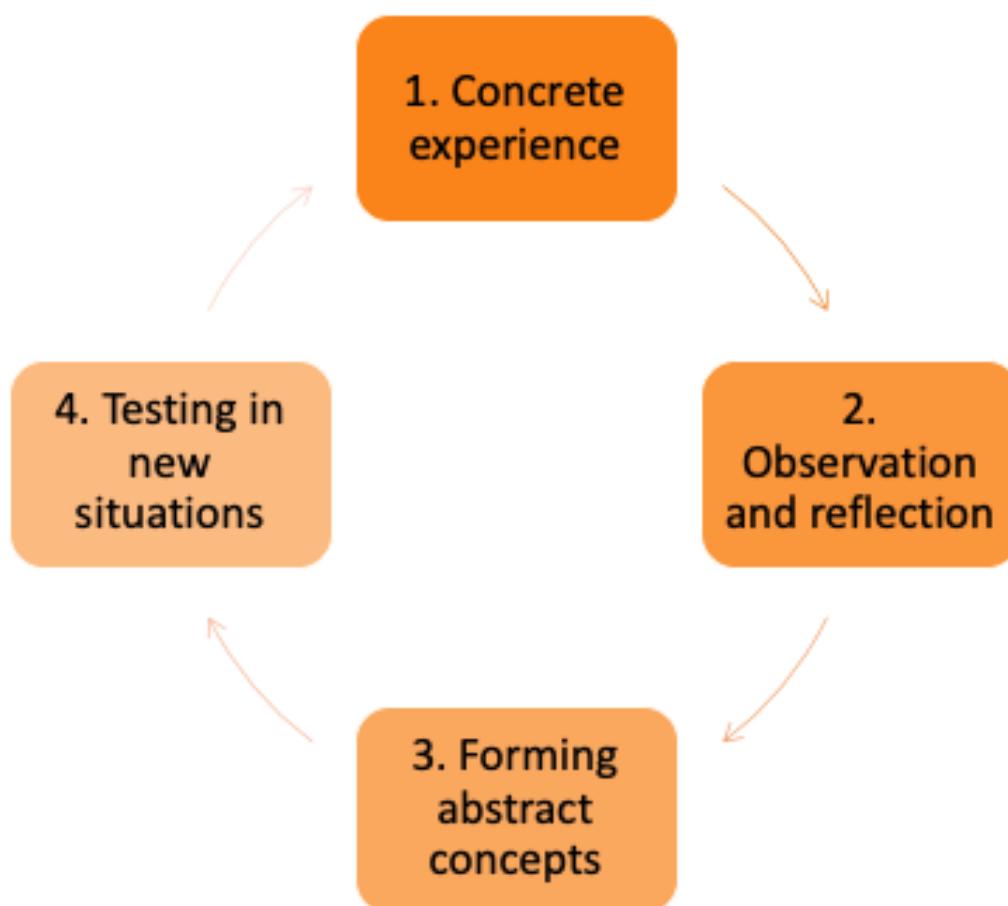 1. Concrete
experience
2.
Observation
and reflection
3. Forming
abstract
concepts
4. Testing in
new
situations